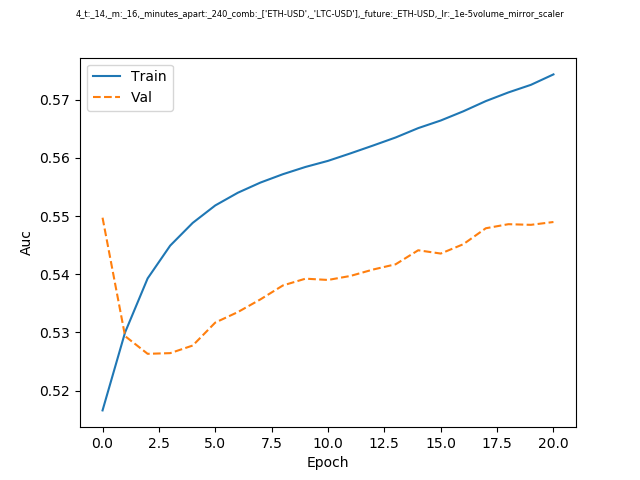 4_t:_14,_m:_16,_minutes_apart:_240_comb:_['ETH-USD',_'LTC-USD'],_future:_ETH-USD,_lr:_1e-5volume_mirror_scaler
Train
Val
0.57
0.56
0.55
0.54
0.53
0.52
Auc
0.0 2.5 5.0 7.5 10.0 12.5 15.0 17.5 20.0
Epoch